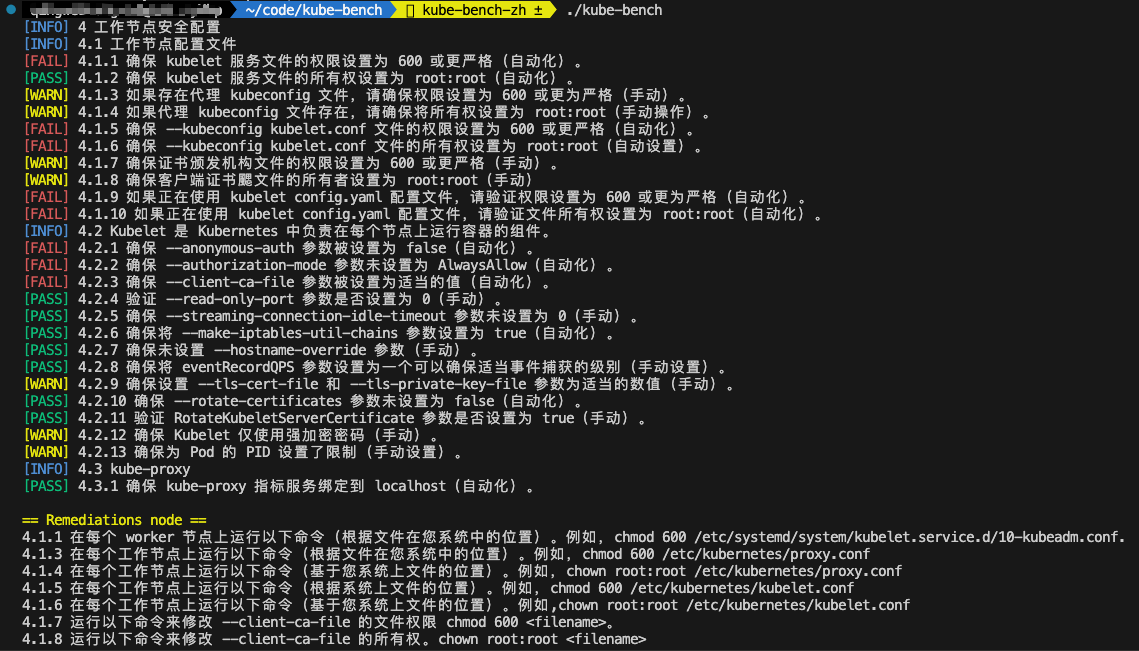 ~/code/kube-bench kube-bench-zh ± ./kube-bench
[INFO] 4 工作节点安全配置
[INFO] 4.1 工作节点配置文件
[FAIL] 4.1.1 确保 kubelet 服务文件的权限设置为 600 或更严格（自动化）。
[PASS] 4.1.2 确保 kubelet 服务文件的所有权设置为 root:root（自动化）。
[WARN] 4.1.3 如果存在代理 kubeconfig 文件，请确保权限设置为 600 或更为严格（手动）。
[WARN] 4.1.4 如果代理 kubeconfig 文件存在，请确保将所有权设置为 root:root（手动操作）。
[FAIL] 4.1.5 确保 --kubeconfig kubelet.conf 文件的权限设置为 600 或更严格（自动化）。
[FAIL] 4.1.6 确保 --kubeconfig kubelet.conf 文件的所有权设置为 root:root（自动设置）。
[WARN] 4.1.7 确保证书颁发机构文件的权限设置为 600 或更严格（手动）。
[WARN] 4.1.8 确保客户端证书颸文件的所有者设置为 root:root（手动）
[FAIL] 4.1.9 如果正在使用 kubelet config.yaml 配置文件，请验证权限设置为 600 或更为严格（自动化）。
[FAIL] 4.1.10 如果正在使用 kubelet config.yaml 配置文件，请验证文件所有权设置为 root:root（自动化）。
[INFO] 4.2 Kubelet 是 Kubernetes 中负责在每个节点上运行容器的组件。
[FAIL] 4.2.1 确保 --anonymous-auth 参数被设置为 false（自动化）。
[FAIL] 4.2.2 确保 --authorization-mode 参数未设置为 AlwaysAllow（自动化）。
[FAIL] 4.2.3 确保 --client-ca-file 参数被设置为适当的值（自动化）。
[PASS] 4.2.4 验证 --read-only-port 参数是否设置为 0（手动）。
[PASS] 4.2.5 确保 --streaming-connection-idle-timeout 参数未设置为 0（手动）。
[PASS] 4.2.6 确保将 --make-iptables-util-chains 参数设置为 true（自动化）。
[PASS] 4.2.7 确保未设置 --hostname-override 参数（手动）。
[PASS] 4.2.8 确保将 eventRecordQPS 参数设置为一个可以确保适当事件捕获的级别（手动设置）。
[WARN] 4.2.9 确保设置 --tls-cert-file 和 --tls-private-key-file 参数为适当的数值（手动）。
[PASS] 4.2.10 确保 --rotate-certificates 参数未设置为 false（自动化）。
[PASS] 4.2.11 验证 RotateKubeletServerCertificate 参数是否设置为 true（手动）。
[WARN] 4.2.12 确保 Kubelet 仅使用强加密密码（手动）。
[WARN] 4.2.13 确保为 Pod 的 PID 设置了限制（手动设置）。
[INFO] 4.3 kube-proxy
[PASS] 4.3.1 确保 kube-proxy 指标服务绑定到 localhost（自动化）。
== Remediations node ==
4.1.1 在每个 worker 节点上运行以下命令（根据文件在您系统中的位置）。例如，chmod 600 /etc/systemd/system/kubelet.service.d/10-kubeadm.conf.
4.1.3 在每个工作节点上运行以下命令（根据文件在您系统中的位置）。例如，chmod 600 /etc/kubernetes/proxy.conf
4.1.4 在每个工作节点上运行以下命令（基于您系统上文件的位置）。例如，chown root:root /etc/kubernetes/proxy.conf
4.1.5 在每个工作节点上运行以下命令（根据系统上文件的位置）。例如，chmod 600 /etc/kubernetes/kubelet.conf
4.1.6 在每个工作节点上运行以下命令（基于您系统上文件的位置）。例如,chown root:root /etc/kubernetes/kubelet.conf
4.1.7 运行以下命令来修改 --client-ca-file 的文件权限 chmod 600 <filename>。
4.1.8 运行以下命令来修改 --client-ca-file 的所有权。chown root:root <filename>